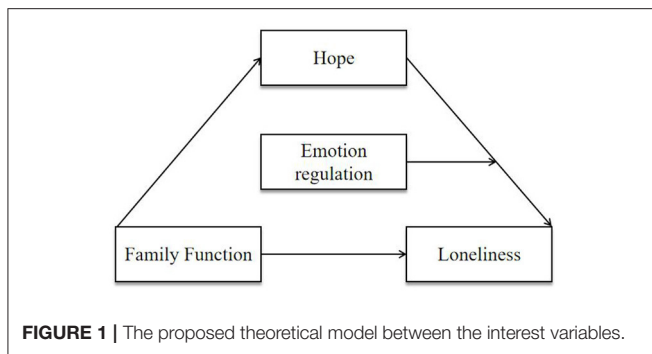 Hope
Emotion
regulation
Family Function
Loneliness
FIGURE 1 | The proposed theoretical model between the interest variables.